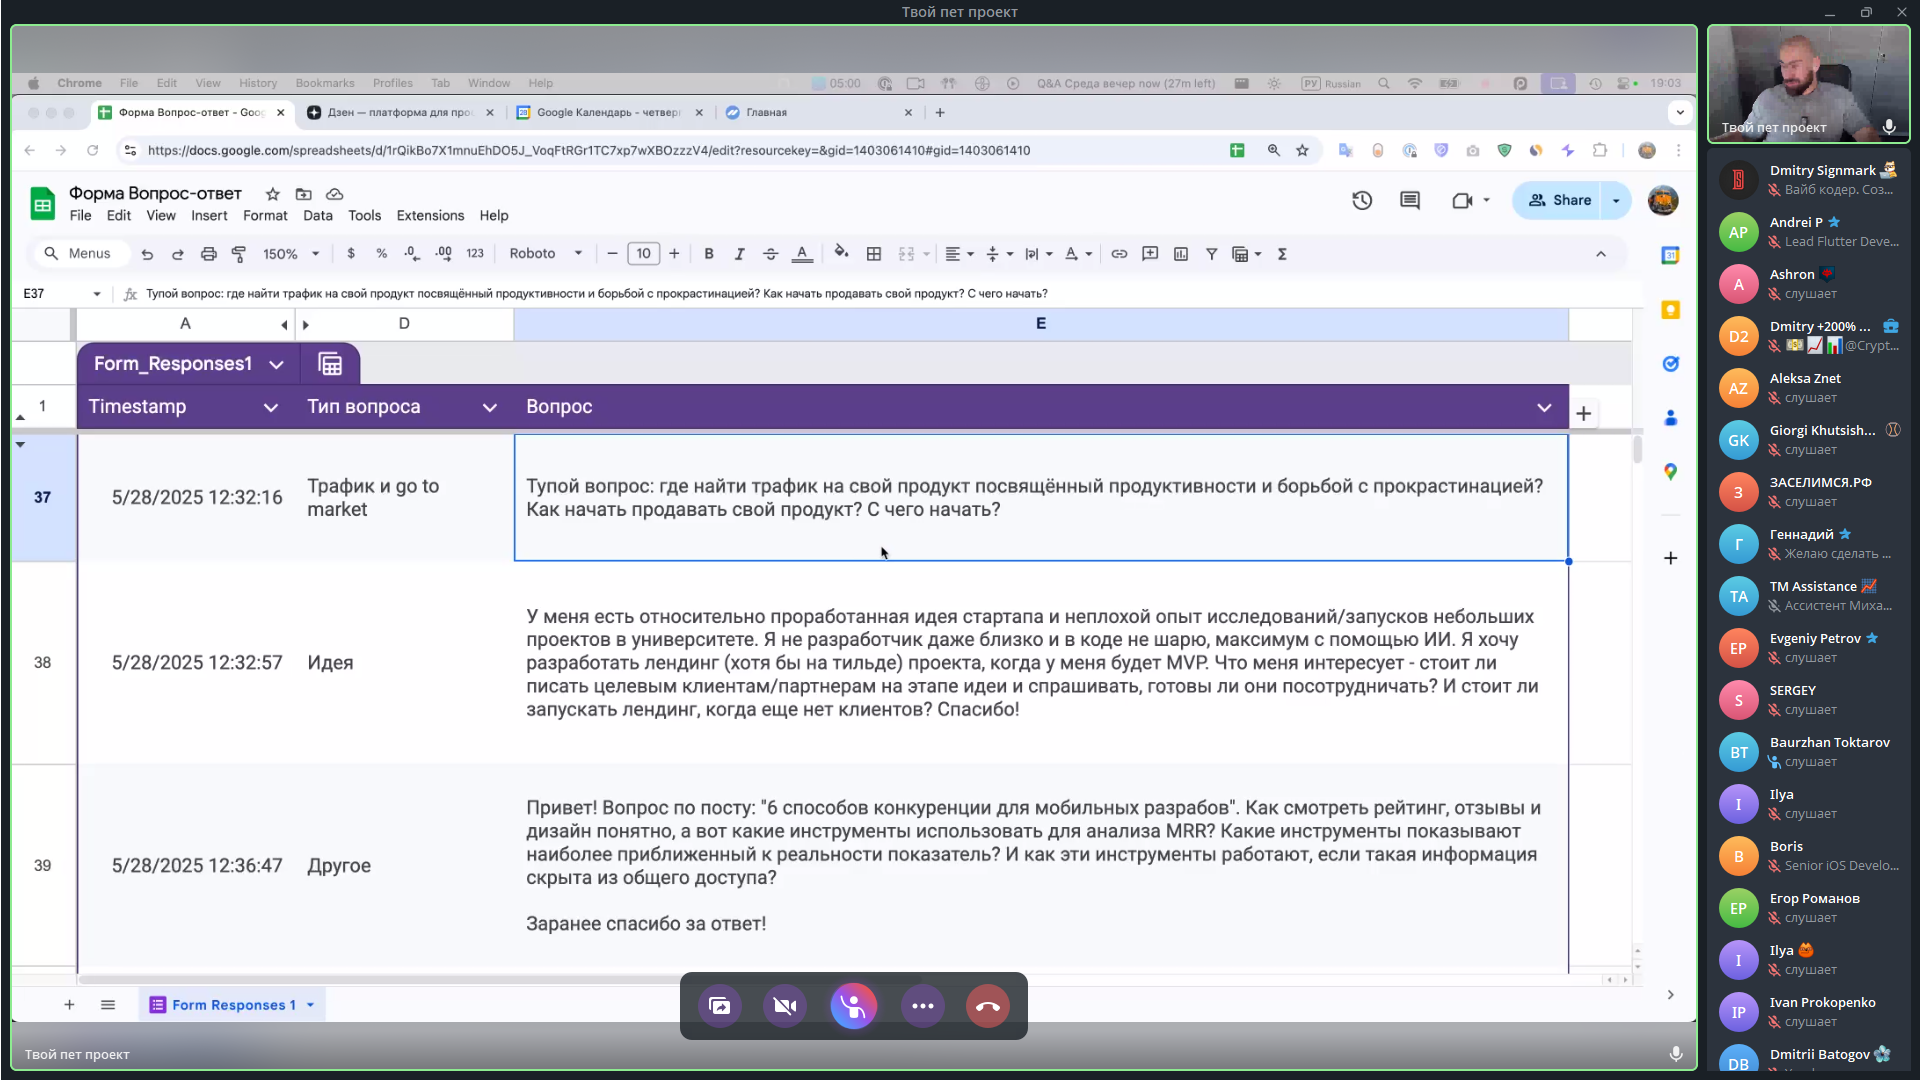 Твой пет проект
Chrome File Edit View History Bookmarks Profiles Tab Window Help
05:00
Q&A Среда вечер now (27m left)
РУ Russian
19:03
Форма Вопрос-ответ - Goo
Дзен — платформа для про
Google Календарь - четверг
Главная
https://docs.google.com/spreadsheets/d/1rQikBo7X1mnuEhDO5J_VoqFtRGr1TC7xp7wXBOzzzV4/edit?resourcekey=&gid=1403061410#gid=1403061410
Форма Вопрос-ответ
File Edit View Insert Format Data Tools Extensions Help
Share
Menus
150%
$ % .0 .00 123
Roboto
10
E37
Тупой вопрос: где найти трафик на свой продукт посвящённый продуктивности и борьбой с прокрастинацией? Как начать продавать свой продукт? С чего начать?
A D E
Form_Responses1
1 Timestamp Тип вопроса Вопрос
37
5/28/2025 12:32:16
Трафик и go to
market
Тупой вопрос: где найти трафик на свой продукт посвящённый продуктивности и борьбой с прокрастинацией?
Как начать продавать свой продукт? С чего начать?
38
5/28/2025 12:32:57
Идея
У меня есть относительно проработанная идея стартапа и неплохой опыт исследований/запусков небольших
проектов в университете. Я не разработчик даже близко и в коде не шарю, максимум с помощью ИИ. Я хочу
разработать лендинг (хотя бы на тильде) проекта, когда у меня будет MVP. Что меня интересует - стоит ли
писать целевым клиентам/партнерам на этапе идеи и спрашивать, готовы ли они посотрудничать? И стоит ли
запускать лендинг, когда еще нет клиентов? Спасибо!
39
5/28/2025 12:36:47
Другое
Привет! Вопрос по посту: "6 способов конкуренции для мобильных разрабов". Как смотреть рейтинг, отзывы и
дизайн понятно, а вот какие инструменты использовать для анализа MRR? Какие инструменты показывают
наиболее приближенный к реальности показатель? И как эти инструменты работают, если такая информация
скрыта из общего доступа?
Заранее спасибо за ответ!
Form Responses 1
Твой пет проект
Твой пет проект
Dmitry Signmark
Вайб кодер. Соз...
AP
Andrei P
Lead Flutter Deve...
A
Ashron
слушает
D2
Dmitry +200% ...
@Crypt...
AZ
Aleksa Znet
слушает
GK
Giorgi Khutsish...
слушает
З
ЗАСЕЛИМСЯ.РФ
слушает
Г
Геннадий
Желаю сделать ...
TA
TM Assistance
Ассистент Миха...
EP
Evgeniy Petrov
слушает
S
SERGEY
слушает
BT
Baurzhan Toktarov
слушает
I
Ilya
слушает
B
Boris
Senior iOS Develo...
ЕР
Егор Романов
слушает
I
Ilya
слушает
IP
Ivan Prokopenko
слушает
DB
Dmitrii Batogov